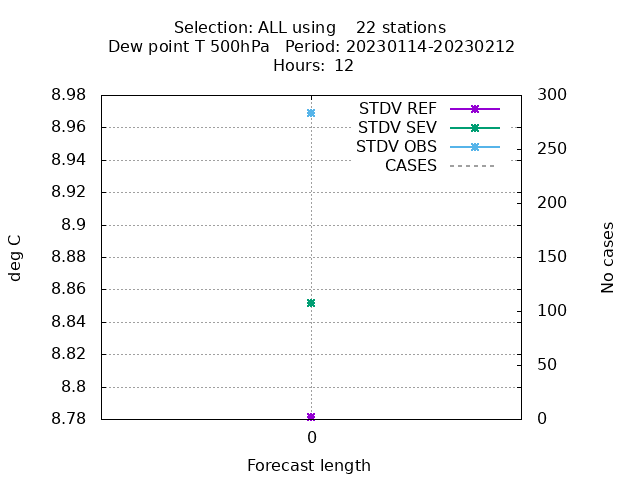 Selection: ALL using    22 stations
Dew point T 500hPa   Period: 20230114-20230212
Hours:  12
8.98
8.96
8.94
8.92
8.9
8.88
8.86
8.84
8.82
8.8
8.78
deg C
STDV REF
STDV SEV
STDV OBS
CASES
300
250
200
150
100
50
0
No cases
0
Forecast length